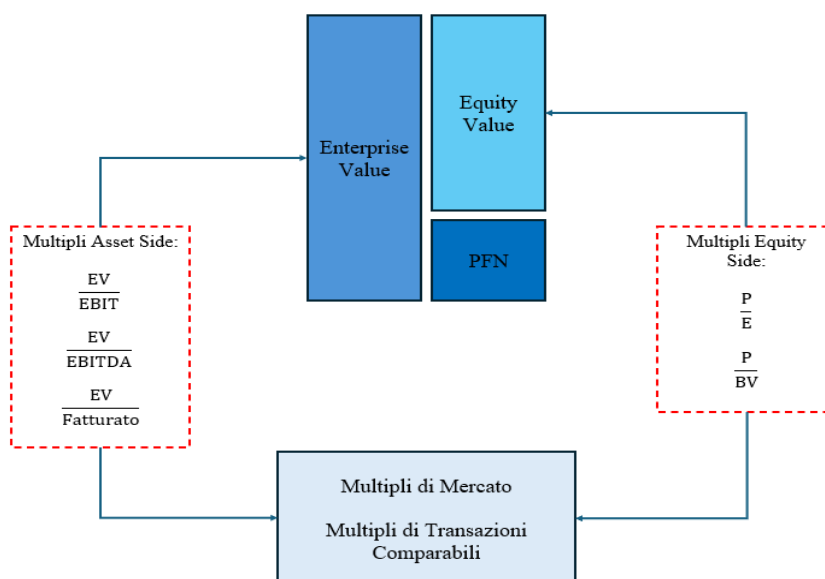 Enterprise
Value
Equity
Value
PFN
Multipli Asset Side:
EV
EBIT
EV
EBITDA
EV
Fatturato
Multipli Equity
Side:
P
E
P
BV
Multipli di Mercato
Multipli di Transazioni
Comparabili